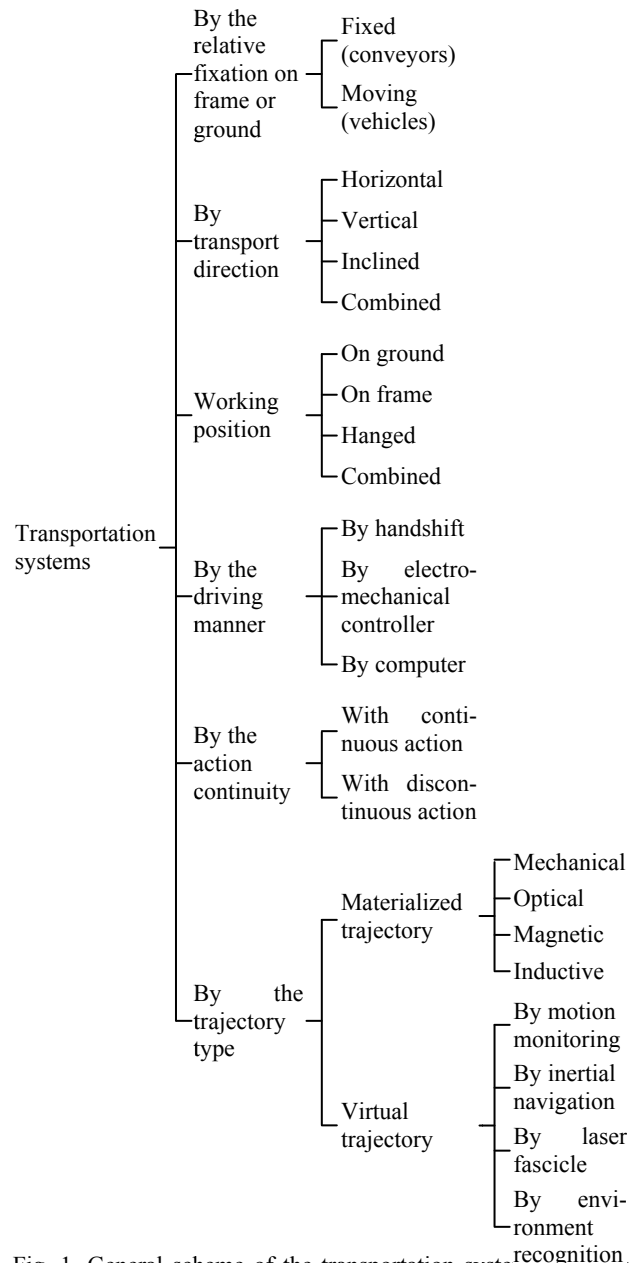 By the
relative
fixation on
frame or
ground
Fixed
(conveyors)
Moving
(vehicles)
By
transport
direction
Horizontal
Vertical
Inclined
Combined
Working
position
On ground
On frame
Hanged
Combined
Transportation
systems
By the
driving
manner
By handshift
By electro-
mechanical
controller
By computer
By the
action
continuity
With conti-
nuous action
With discon-
tinuous action
By the
trajectory
type
Materialized
trajectory
Mechanical
Optical
Magnetic
Inductive
Virtual
trajectory
By motion
monitoring
By inertial
navigation
By laser
fascicle
By envi-
ronment
recognition
Fig. 1. General scheme of the transportation